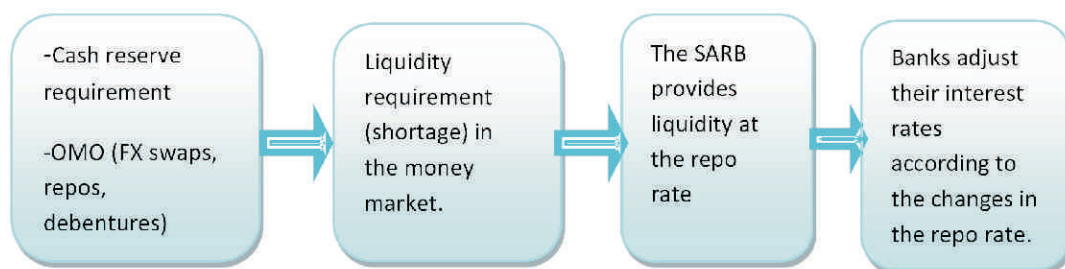 -Cash reserve
requirement
-OMO (FX swaps,
repos,
debentures)
Liquidity
requirement
(shortage) in
the money
market.
The SARB
provides
liquidity at
the repo
rate
Banks adjust
their interest
rates
according to
the changes in
the repo rate.